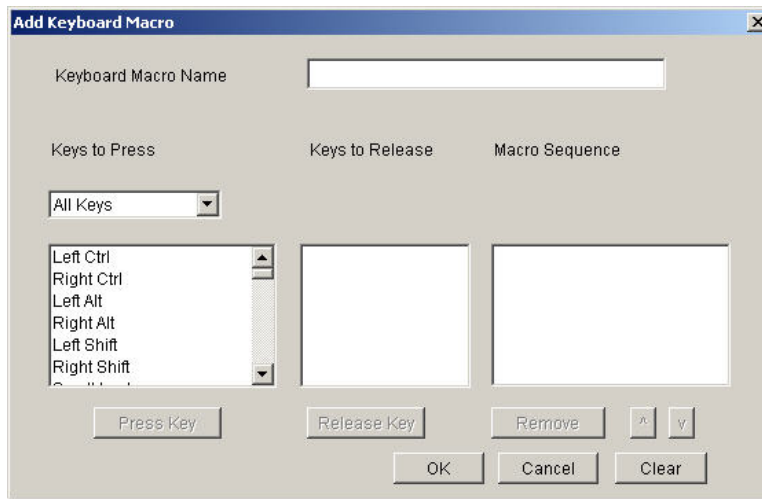 Add Keyboard Macro
Keyboard Macro Name
Keys to Press
Keys to Release
Macro Sequence
All Keys
Left Ctrl
Right Ctrl
Left Alt
Right Alt
Left Shift
Right Shift
Press Key
Release Key
Remove
^
v
OK
Cancel
Clear